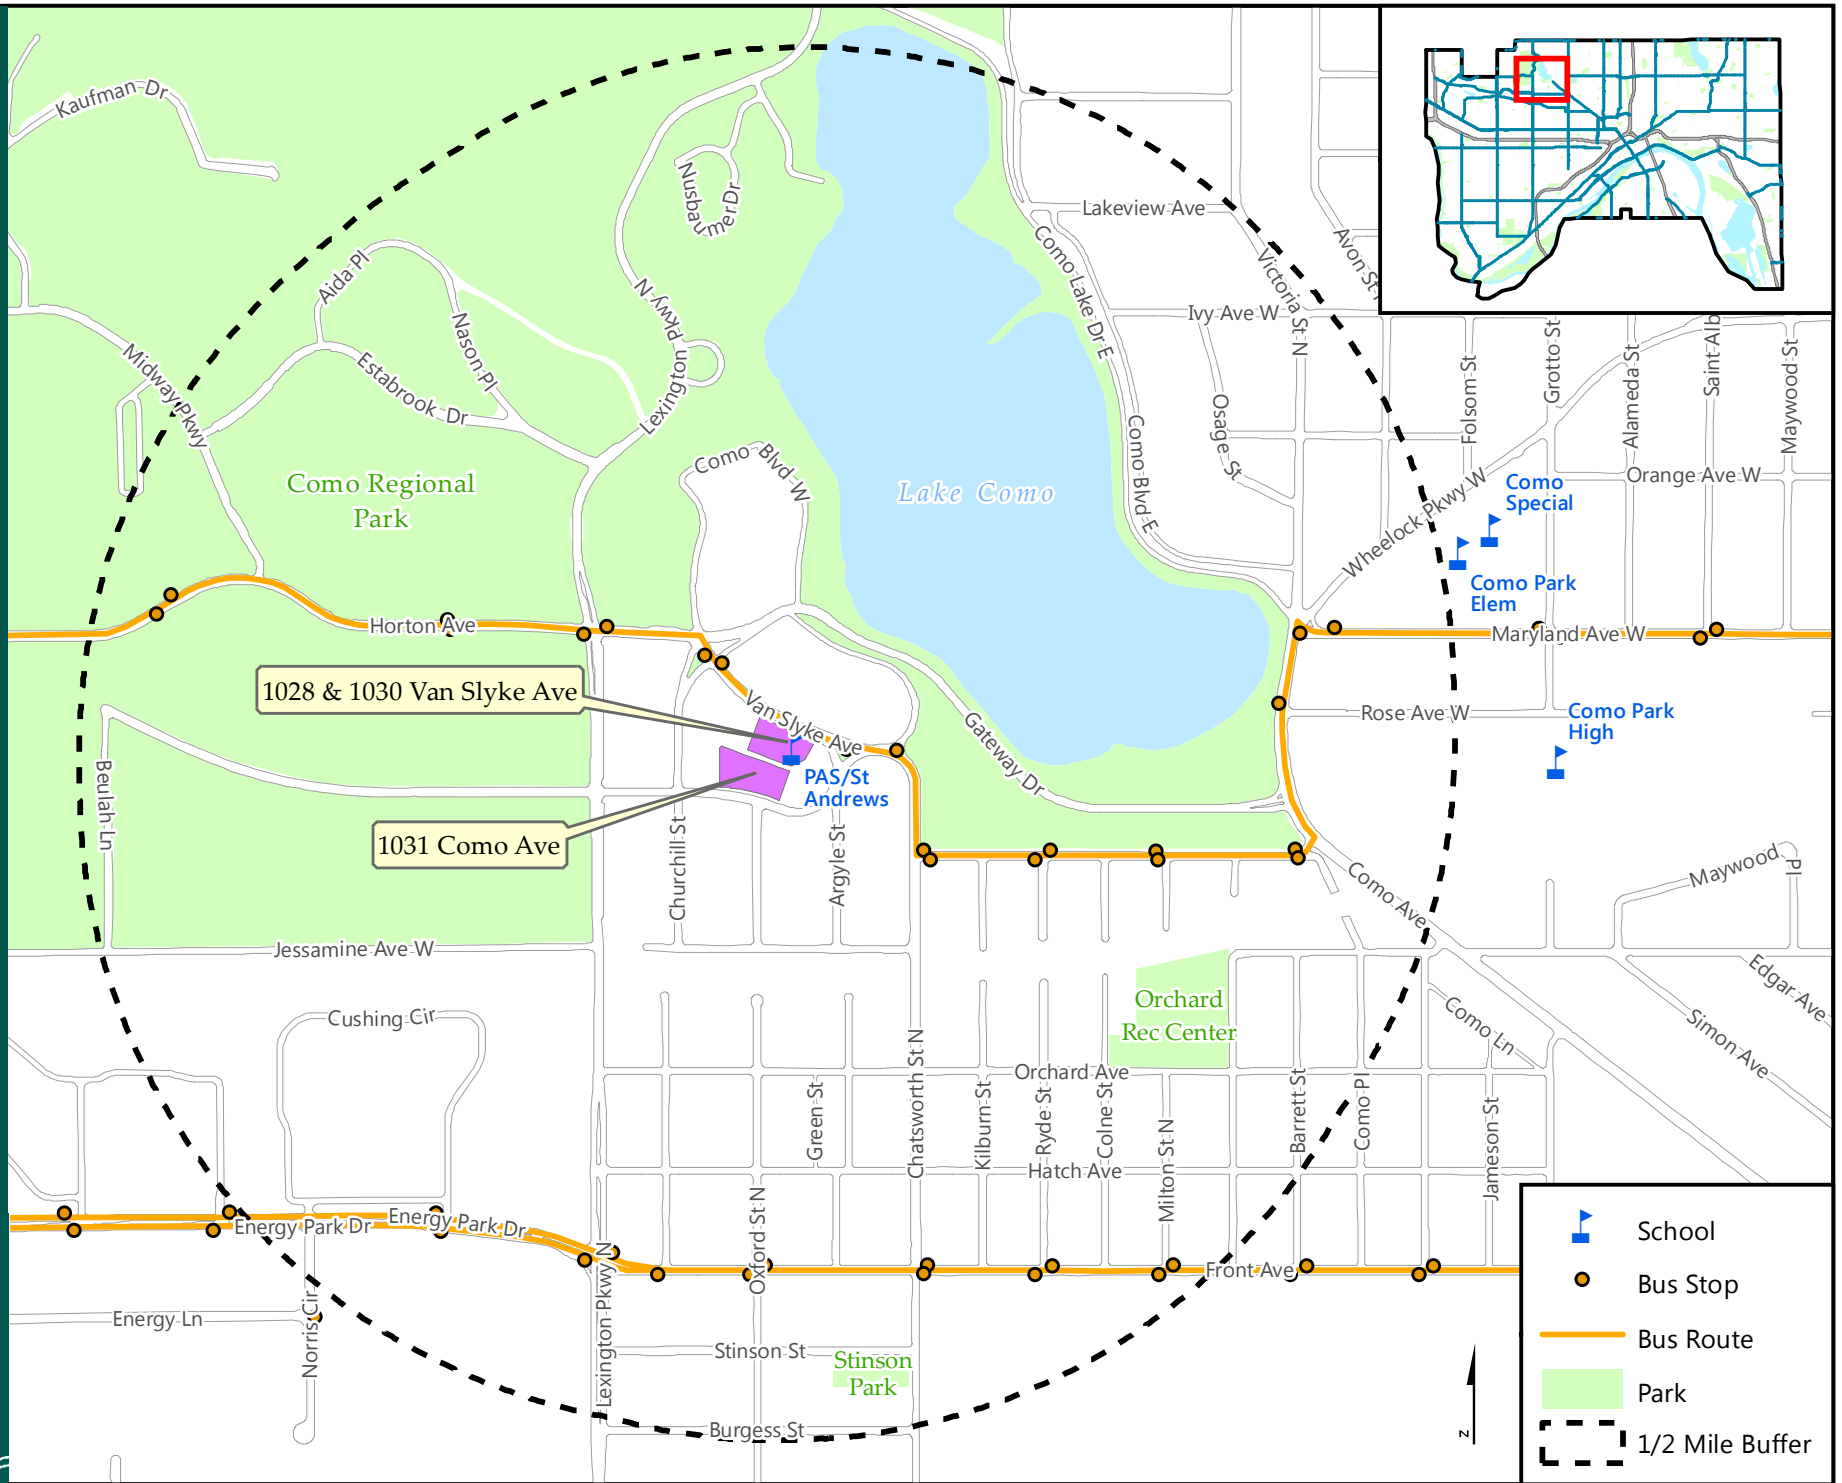 Kaufman Dr
Nusbaumer Dr
Lakeview Ave
Como Lake Dr E
Victoria St N
Avon St
Aida Pl
Nason Pl
Lexington Pkwy N
Ivy Ave W
Midway Pkwy
Estabrook Dr
Osage St
Folsom St
Grotto St
Alameda St
Saint Alb
Maywood St
Como Blvd W
Como Blvd E
Como Regional
Park
Lake Como
Wheelock Pkwy W
Orange Ave W
Como
Special
Como Park
Elem
Horton Ave
Maryland Ave W
1028 & 1030 Van Slyke Ave
Van Slyke Ave
Gateway Dr
Rose Ave W
Como Park
High
PAS/St
Andrews
Beulah Ln
1031 Como Ave
Churchill St
Argyle St
Como Ave
Maywood Pl
Jessamine Ave W
Edgar Ave
Cushing Cir
Orchard
Rec Center
Como Ln
Simon Ave
Orchard Ave
Green St
Chatsworth St N
Kilburn St
Ryde St
Colne St
Milton St N
Barrett St
Como Pl
Jameson St
Hatch Ave
Energy Park Dr
Energy Park Dr
Oxford St N
Front Ave
Energy Ln
Norris Cir
Lexington Pkwy N
Stinson St
Stinson
Park
Burgess St
School
Bus Stop
Bus Route
Park
1/2 Mile Buffer
z